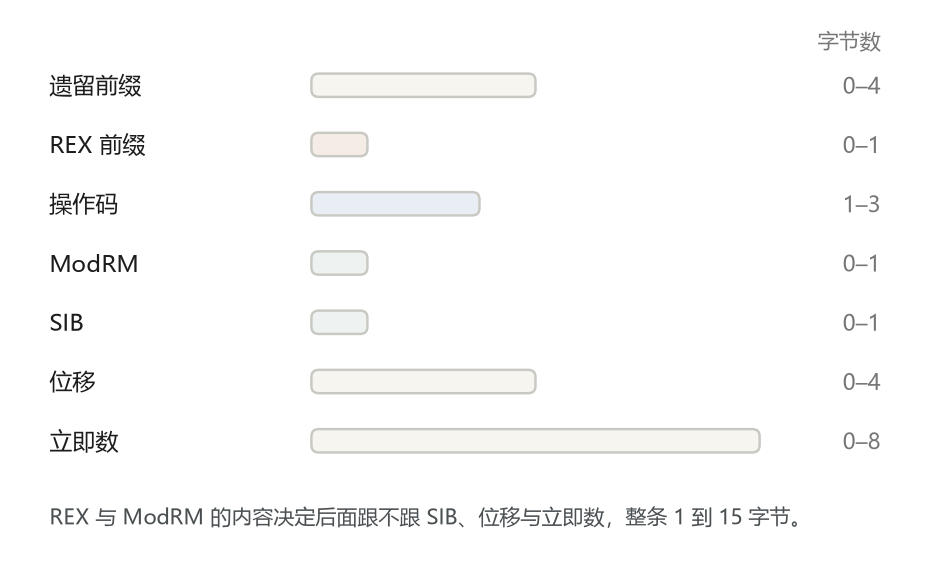 字节数
遗留前缀 0–4
REX 前缀 0–1
操作码 1–3
ModRM 0–1
SIB 0–1
位移 0–4
立即数 0–8
REX 与 ModRM 的内容决定后面跟不跟 SIB、位移与立即数，整条 1 到 15 字节。